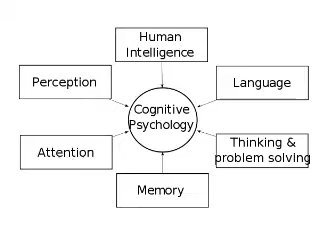 Human
Intelligence
Perception
Language
Cognitive
Psychology
Attention
Thinking &
problem solving
Memory